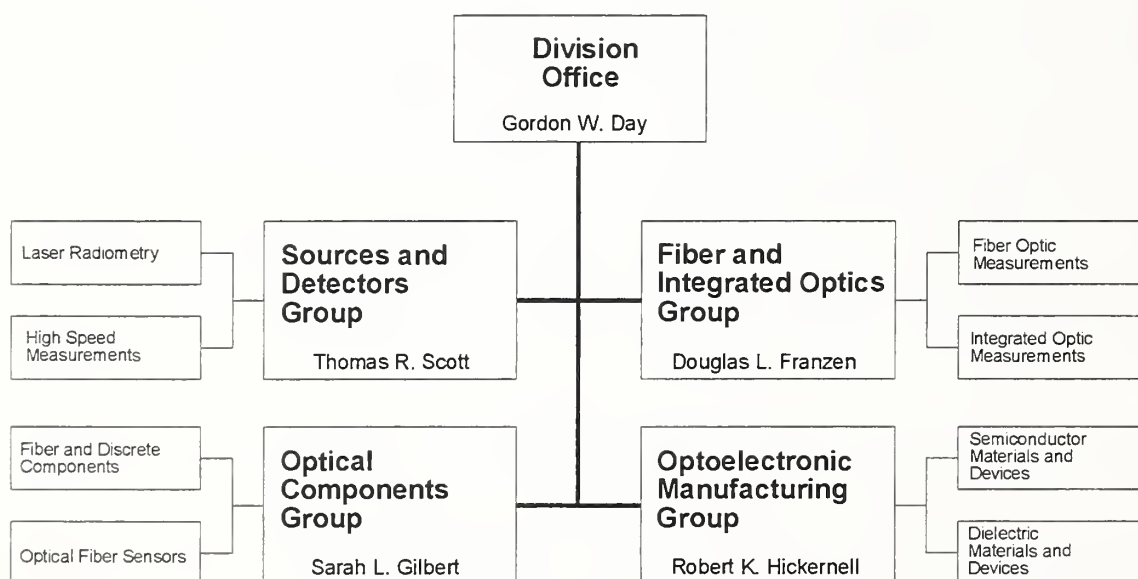 Division
Office
Gordon W. Day
Laser Radiometry
High Speed
Measurements
Sources and
Detectors
Group
Thomas R. Scott
Fiber and
Integrated Optics
Group
Douglas L. Franzen
Fiber Optic
Measurements
Integrated Optic
Measurements
Fiber and Discrete
Components
Optical Fiber Sensors
Optical
Components
Group
Sarah L. Gilbert
Optoelectronic
Manufacturing
Group
Robert K. Hickernell
Semiconductor
Materials and
Devices
Dielectric
Materials and
Devices